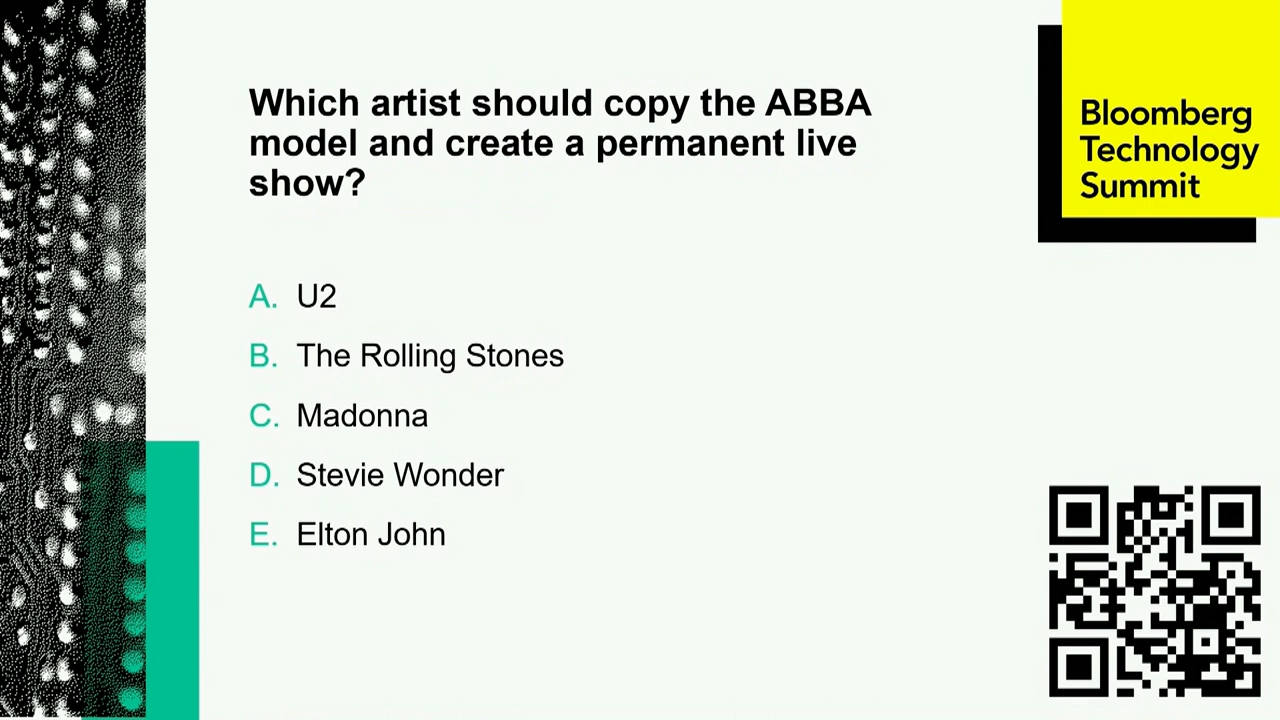 Which artist should copy the ABBA
model and create a permanent live
show?
A. U2
B. The Rolling Stones
C. Madonna
D. Stevie Wonder
E. Elton John
Bloomberg
Technology
Summit